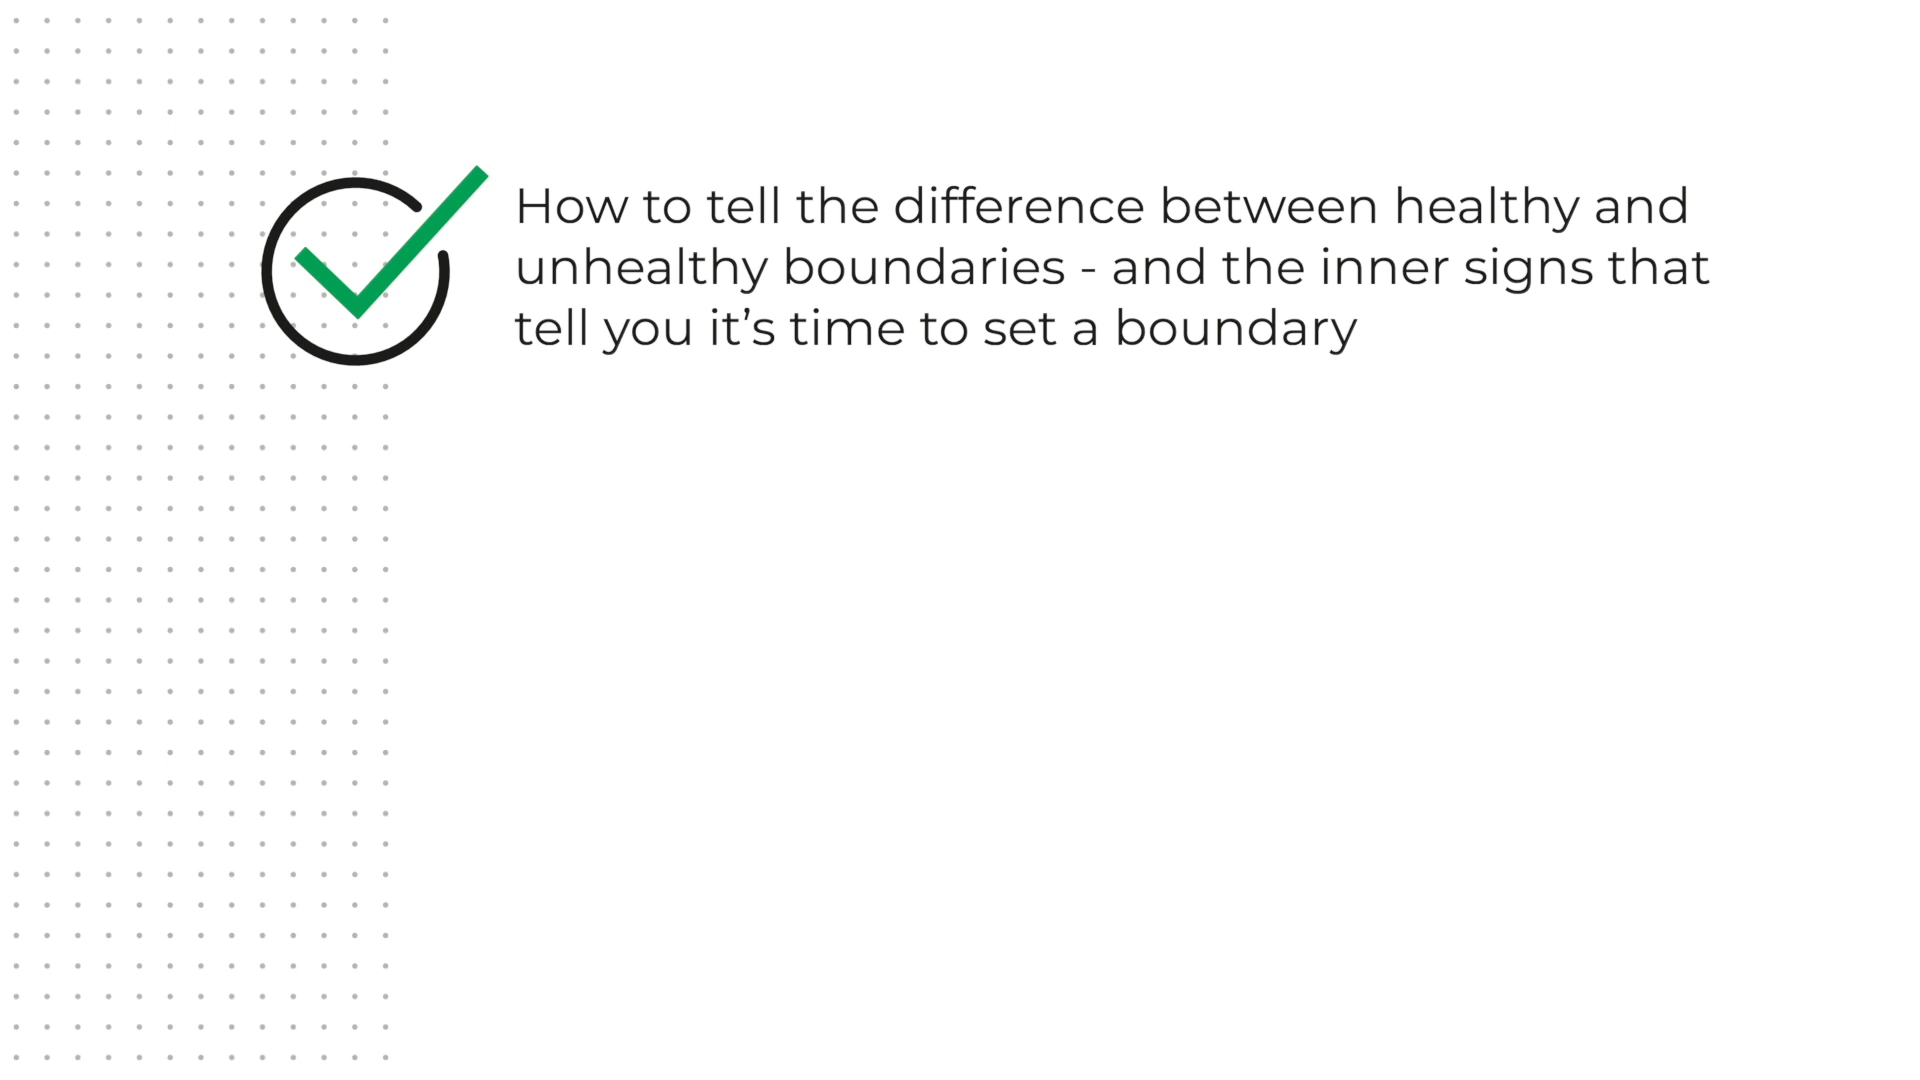 How to tell the difference between healthy and
unhealthy boundaries - and the inner signs that
tell you it’s time to set a boundary